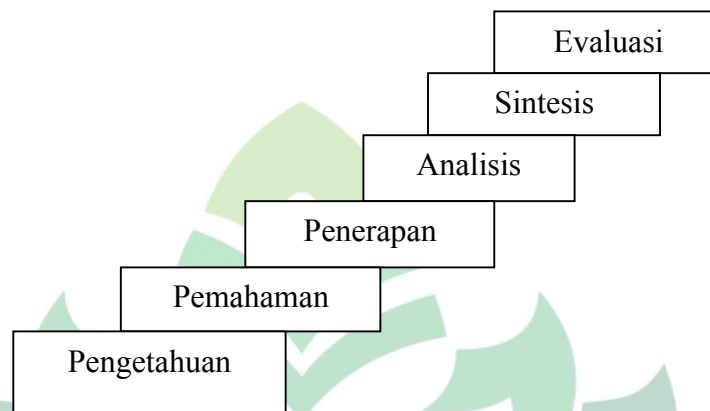 Evaluasi
Sintesis
Analisis
Penerapan
Pemahaman
Pengetahuan